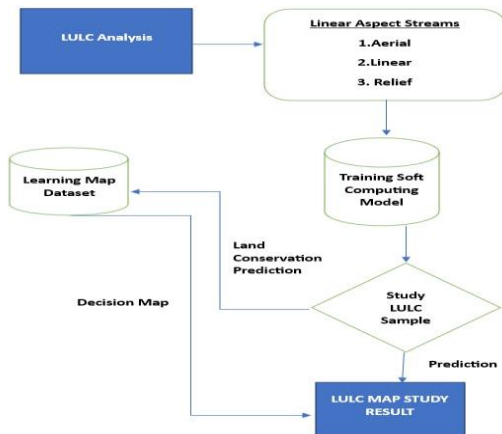 LULC Analysis
Linear Aspect Streams
1.Aerial
2.Linear
3. Relief
Learning Map
Dataset
Training Soft
Computing
Model
Land
Conservation
Prediction
Decision Map
Study
LULC
Sample
Prediction
LULC MAP STUDY
RESULT